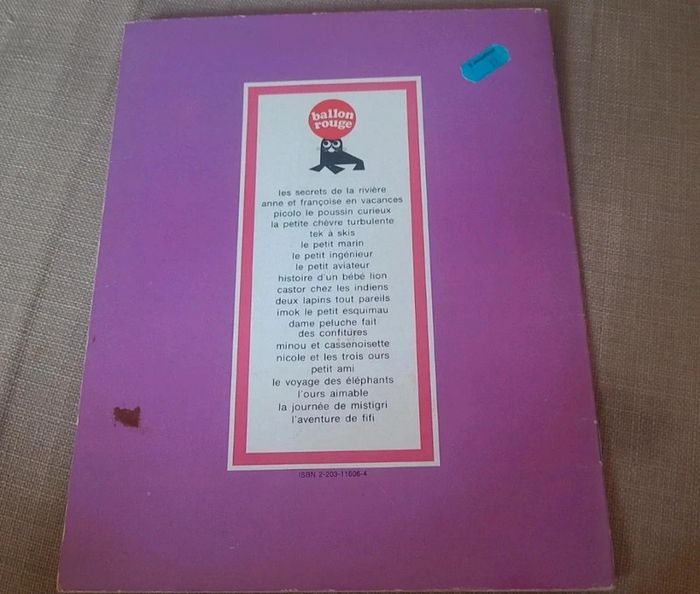 ballon
rouge
les secrets de la rivière
anne et françoise en vacances
picolo le poussin curieux
la petite chèvre turbulente
tek à skis
le petit marin
le petit ingénieur
le petit aviateur
histoire d'un bébé lion
castor chez les indiens
deux lapins tout pareils
imok le petit esquimau
dame peluche fait
des confitures
minou et cassenoisette
nicole et les trois ours
petit ami
le voyage des éléphants
l'ours aimable
la journée de mistigri
l'aventure de fifi
ISBN 2-203-11606-4